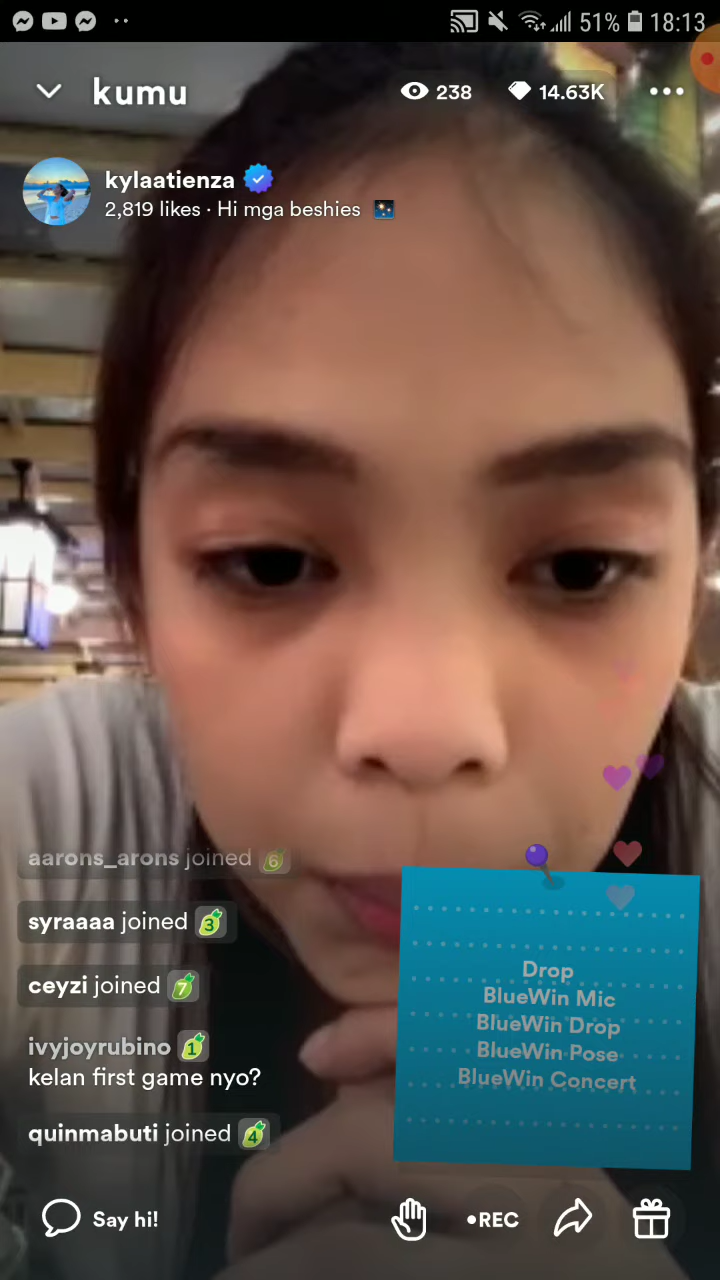 51% 18:13
kumu 238 14.63K
kylaatienza
2,819 likes · Hi mga beshies
aarons_arons joined 6
syraaaa joined 3
ceyzi joined 7
ivyjoyrubino 1
kelan first game nyo?
quinmabuti joined 4
Drop
BlueWin Mic
BlueWin Drop
BlueWin Pose
BlueWin Concert
Say hi! •REC